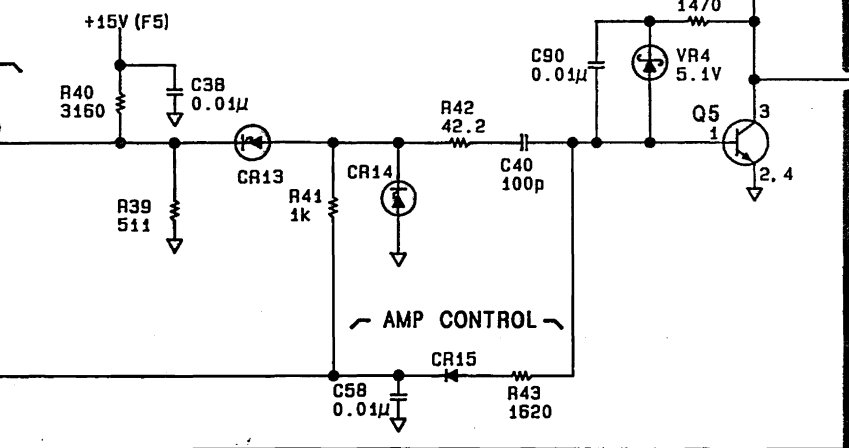 +15V (F5)
R40
3160
C38
0.01µ
R39
511
CR13
R41
1k
CR14
R42
42.2
C40
100p
C90
0.01µ
1470
VR4
5.1V
Q5
1
3
2, 4
AMP CONTROL
CR15
C58
0.01µ
R43
1620